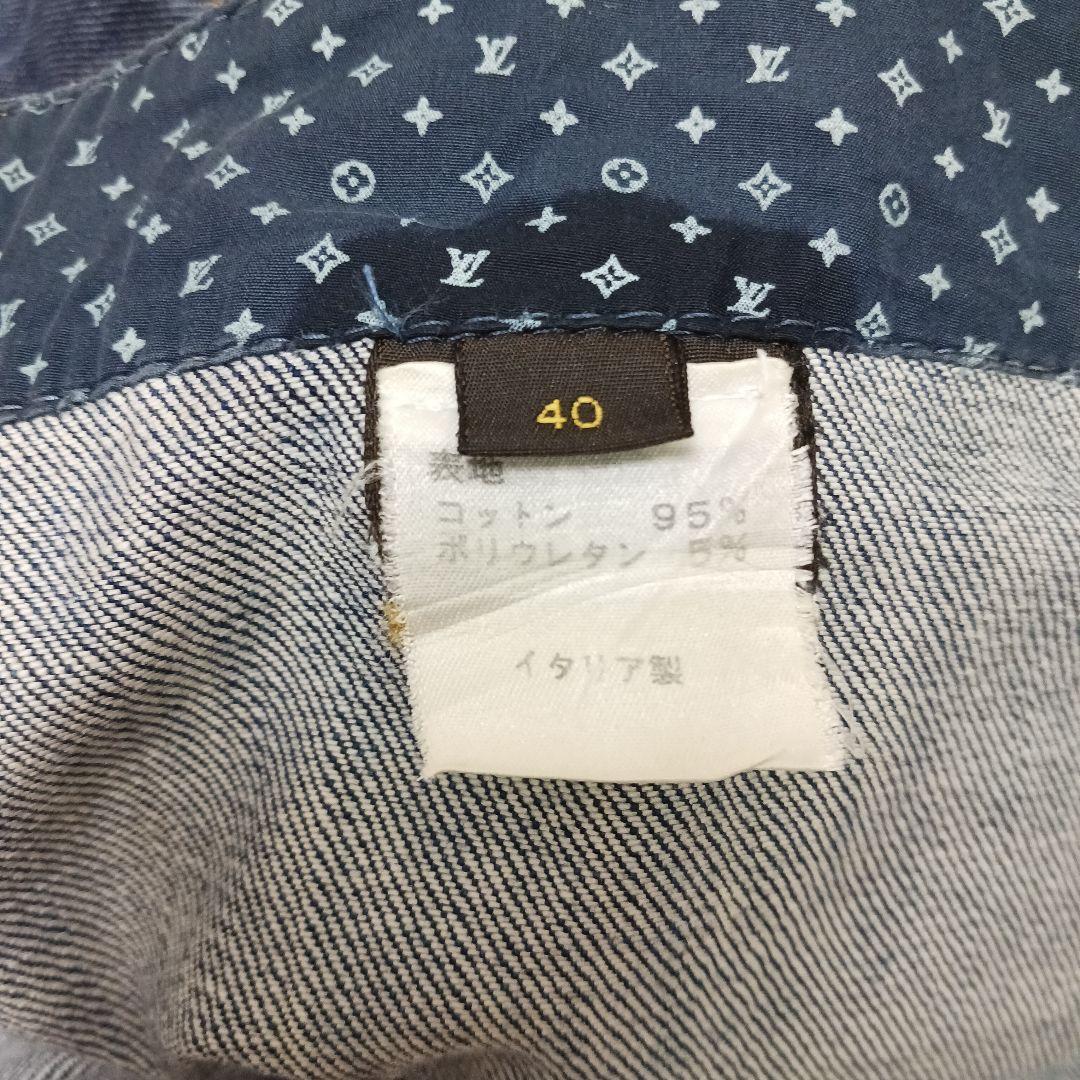 40
表地
コットン 95%
ポリウレタン 5%
イタリア製